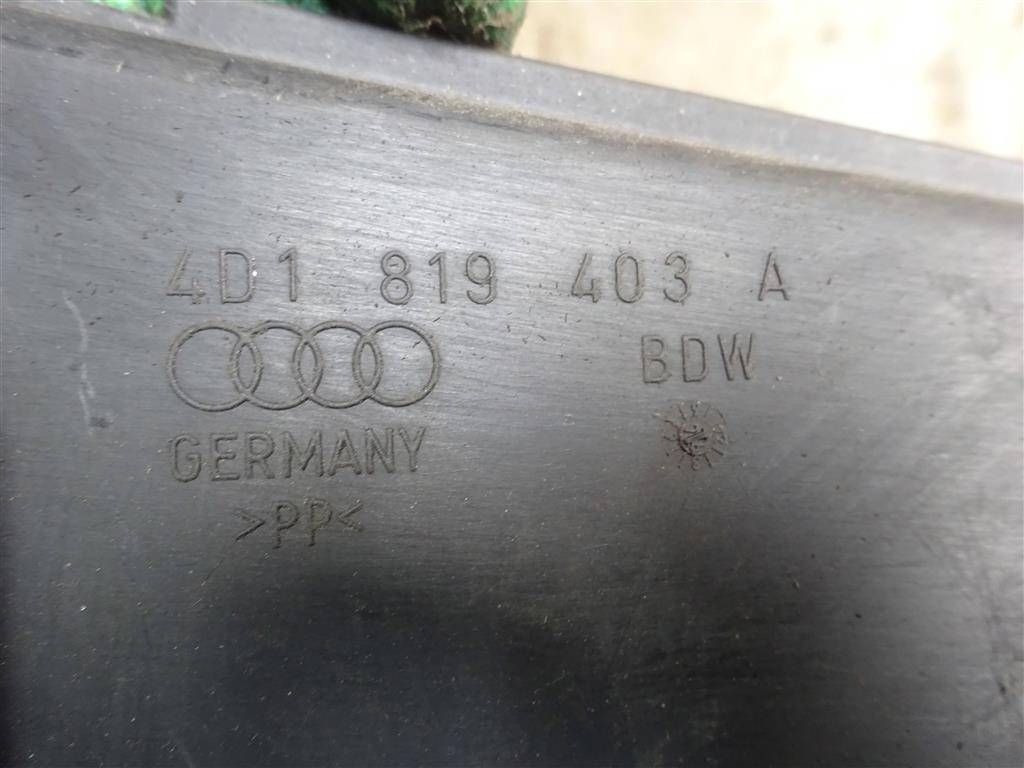 4D1 819 403 A
BDW
GERMANY
>PP<